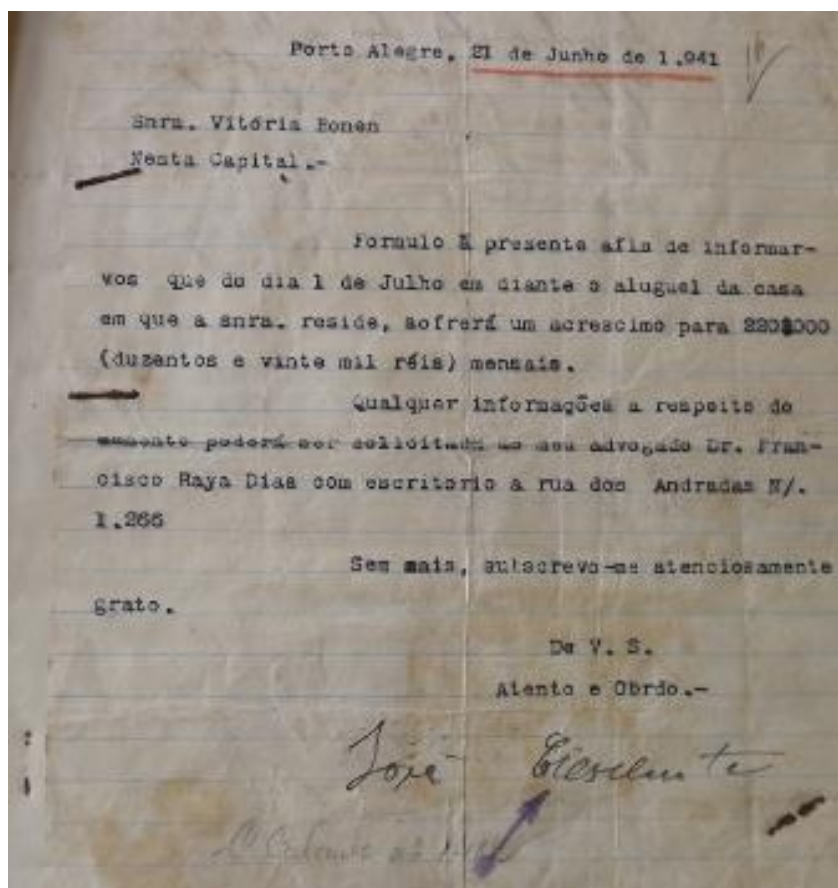 Porto Alegre, 21 de Junho de 1.941
Snra. Vitória Bonen
Nesta Capital.-
Formulo à presente afim de informar-
vos que do dia 1 de Julho em diante o aluguel da casa
em que a snra. reside, sofrerá um acrescimo para 220$000
(duzentos e vinte mil réis) mensais.
Qualquer informações a respeito do
aumento poderá ser sollicitada ao meu advogado Dr. Fran-
cisco Raya Dias com escritorio a rua dos Andradas N/.
1.266
Sem mais, subscrevo-me atenciosamente
grato.
De V. S.
Atento e Obrdo.-
José